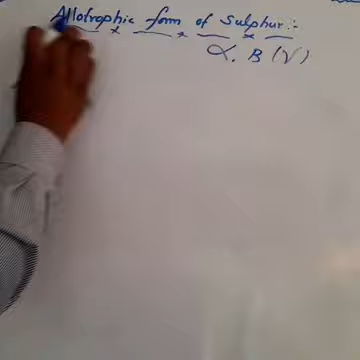 Allotrophic form of Sulphur:-
α, B (γ)